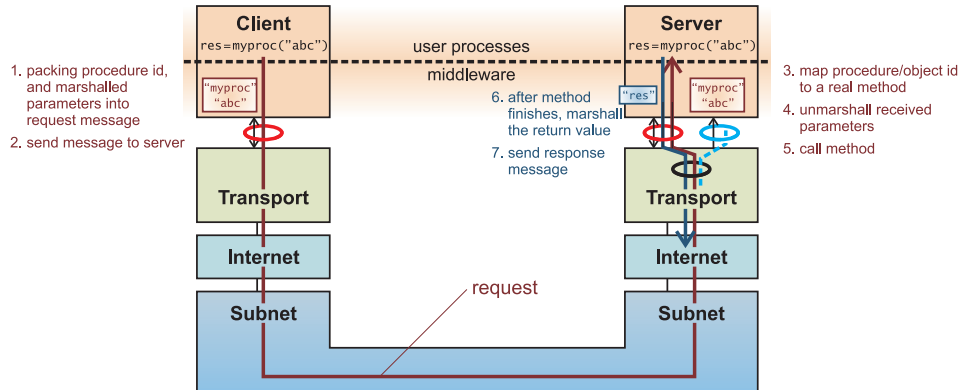 Client
res=myproc("abc")
Server
res=myproc("abc")
user processes
middleware
1. packing procedure id,
and marshalled
parameters into
request message
2. send message to server
"myproc"
"abc"
6. after method
finishes, marshall
the return value
7. send response
message
"res"
"myproc"
"abc"
3. map procedure/object id
to a real method
4. unmarshall received
parameters
5. call method
Transport
Transport
Internet
Internet
request
Subnet
Subnet